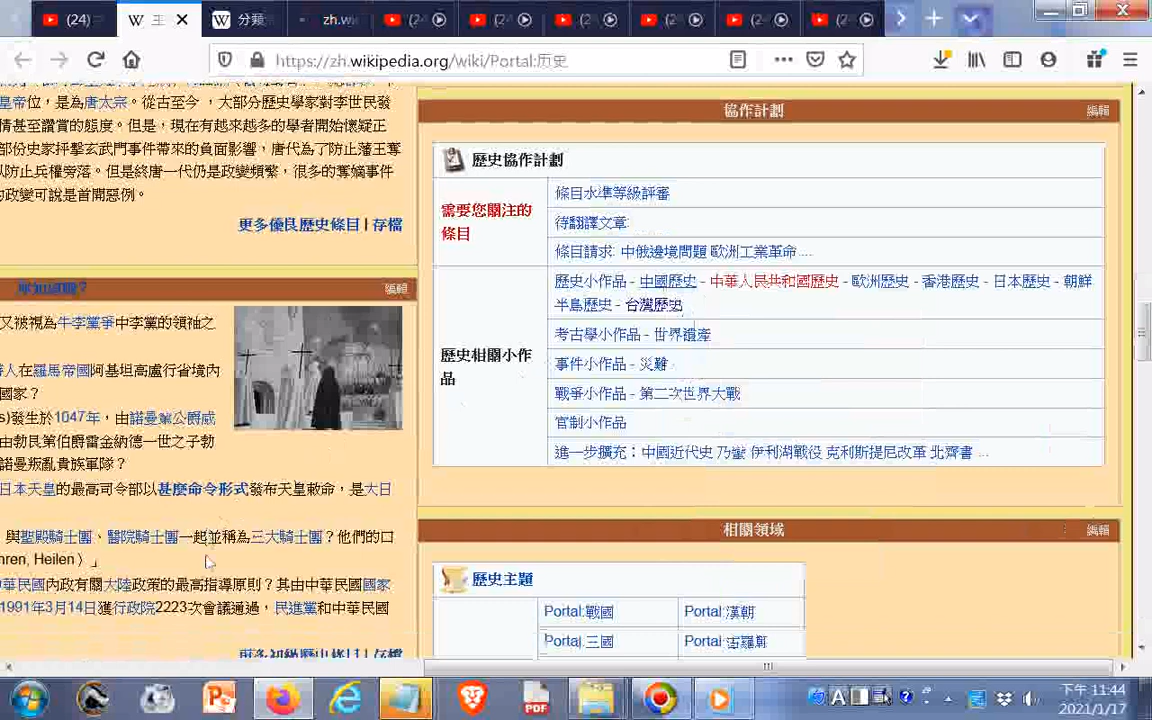 (24)
W 主
W 分類
zh.wi
https://zh.wikipedia.org/wiki/Portal:历史
皇帝位，是為唐太宗。從古至今 ，大部分歷史學家對李世民發
情甚至讚賞的態度。但是，現在有越來越多的學者開始懷疑正
部份史家抨擊玄武門事件帶來的負面影響，唐代為了防止藩王奪
以防止兵權旁落。但是終唐一代仍是政變頻繁，很多的奪嫡事件
的政變可說是首開惡例。
更多優良歷史條目 | 存檔
編輯
又被視為牛李黨爭中李黨的領袖之
人在羅馬帝國阿基坦高盧行省境內
國家？
s)發生於1047年，由諾曼第公爵威
由勃艮第伯爵雷金納德一世之子勃
諾曼叛亂貴族軍隊？
日本天皇的最高司令部以甚麼命令形式發布天皇敕命，是大日
與聖殿騎士團、醫院騎士團一起並稱為三大騎士團？他們的口
hren, Heilen）」
中華民國內政有關大陸政策的最高指導原則？其由中華民國國家
1991年3月14日獲行政院2223次會議通過，民進黨和中華民國
協作計劃
編輯
歷史協作計劃
需要您關注的條目
條目水準等級評審
待翻譯文章:
條目請求: 中俄邊境問題 歐洲工業革命 ....
歷史相關小作品
歷史小作品 - 中國歷史 - 中華人民共和國歷史 - 歐洲歷史 - 香港歷史 - 日本歷史 - 朝鮮
半島歷史 - 台灣歷史
考古學小作品 - 世界遺產
事件小作品 - 災難
戰爭小作品 - 第二次世界大戰
官制小作品
進一步擴充：中國近代史 乃蠻 伊利湖戰役 克利斯提尼改革 北齊書 ...
相關領域
編輯
歷史主題
Portal:戰國
Portal:漢朝
Portal:三國
PDF
A
下午 11:44
2021/1/17